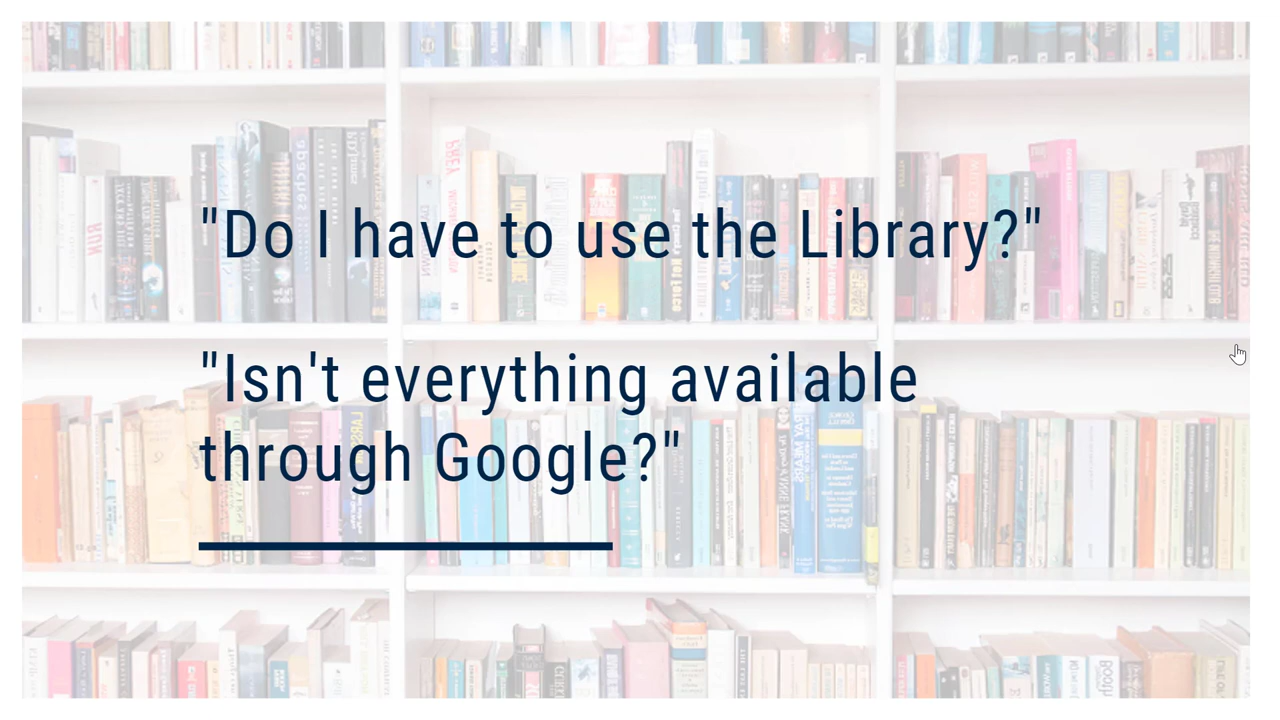 "Do I have to use the Library?"
"Isn't everything available
through Google?"